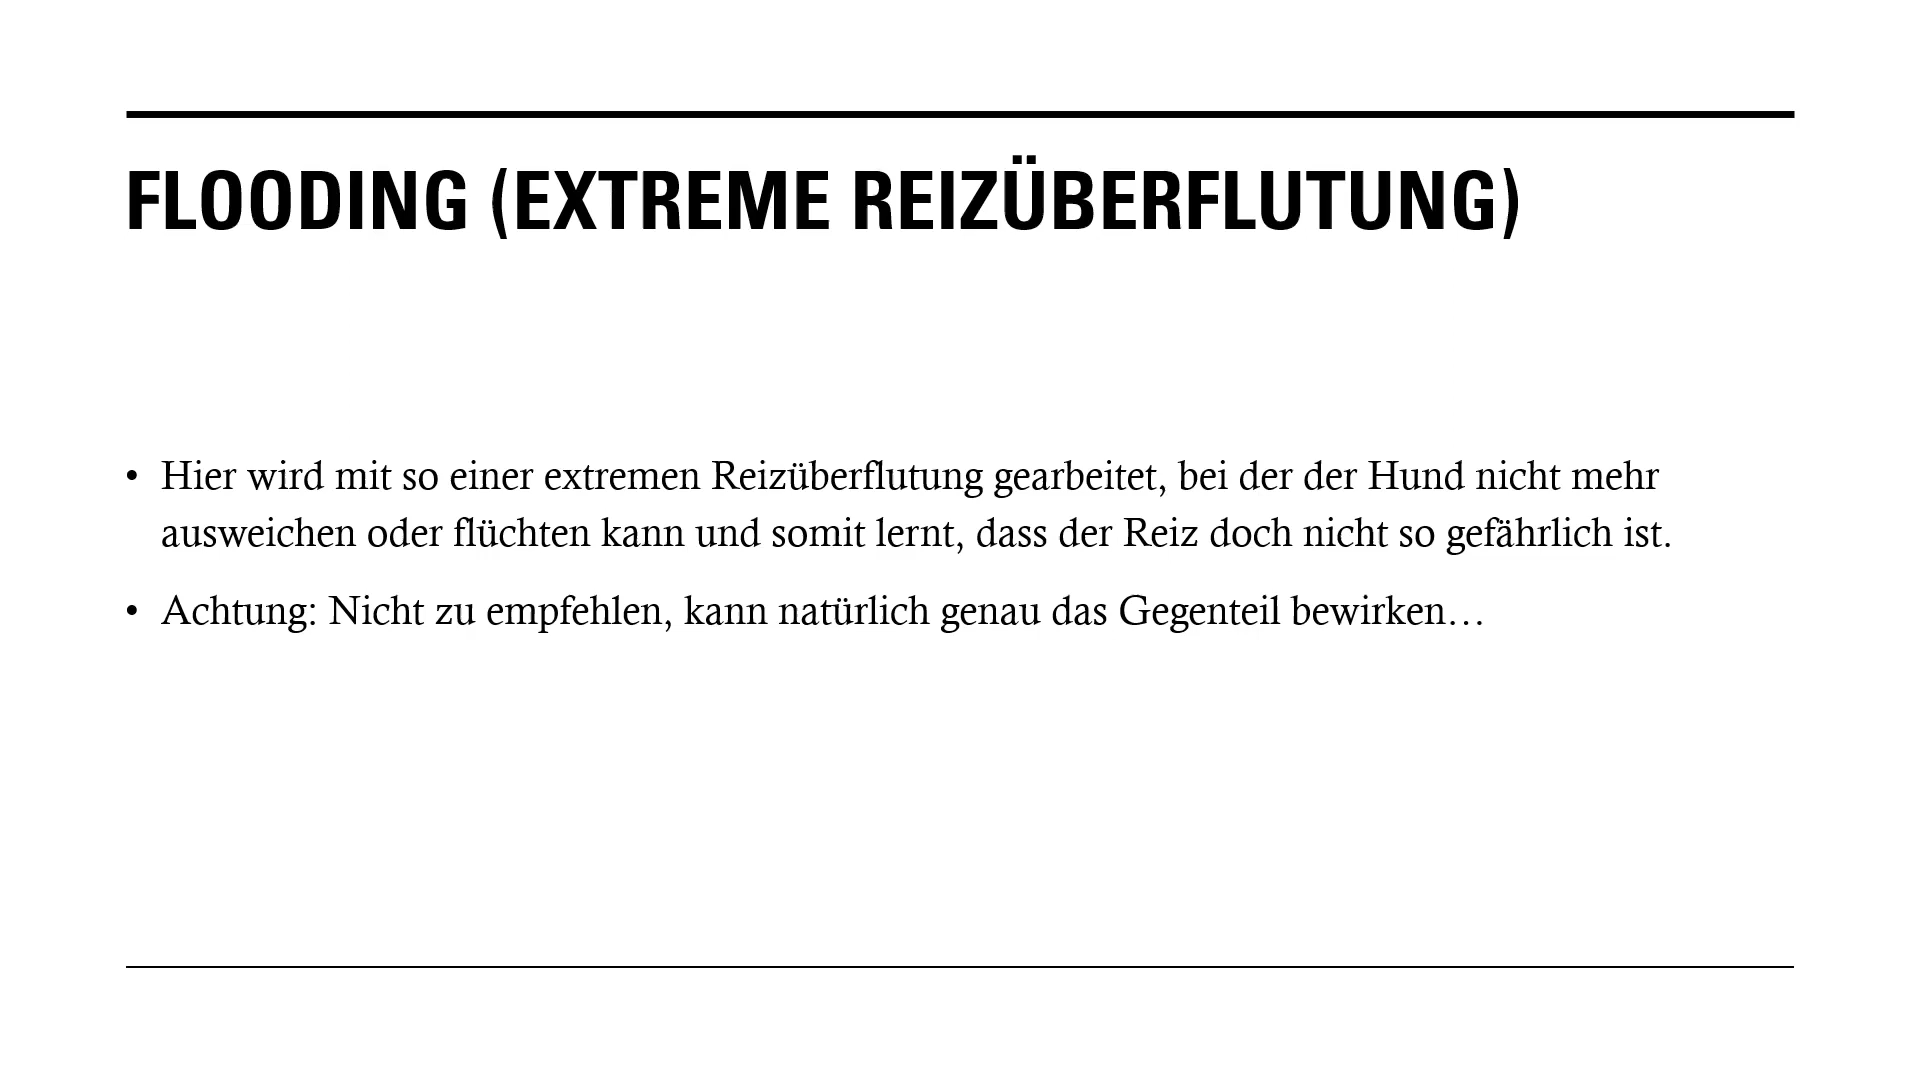 FLOODING (EXTREME REIZÜBERFLUTUNG)
• Hier wird mit so einer extremen Reizüberflutung gearbeitet, bei der der Hund nicht mehr
ausweichen oder flüchten kann und somit lernt, dass der Reiz doch nicht so gefährlich ist.
• Achtung: Nicht zu empfehlen, kann natürlich genau das Gegenteil bewirken…